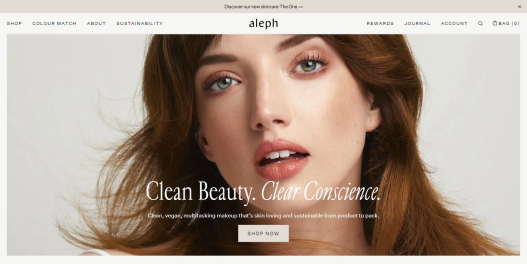 Discover our new skincare The One →
SHOP COLOUR MATCH ABOUT SUSTAINABILITY aleph REWARDS JOURNAL ACCOUNT BAG (0)
Clean Beauty. Clear Conscience.
Clean, vegan, multitasking makeup that's skin loving and sustainable from product to pack.
SHOP NOW